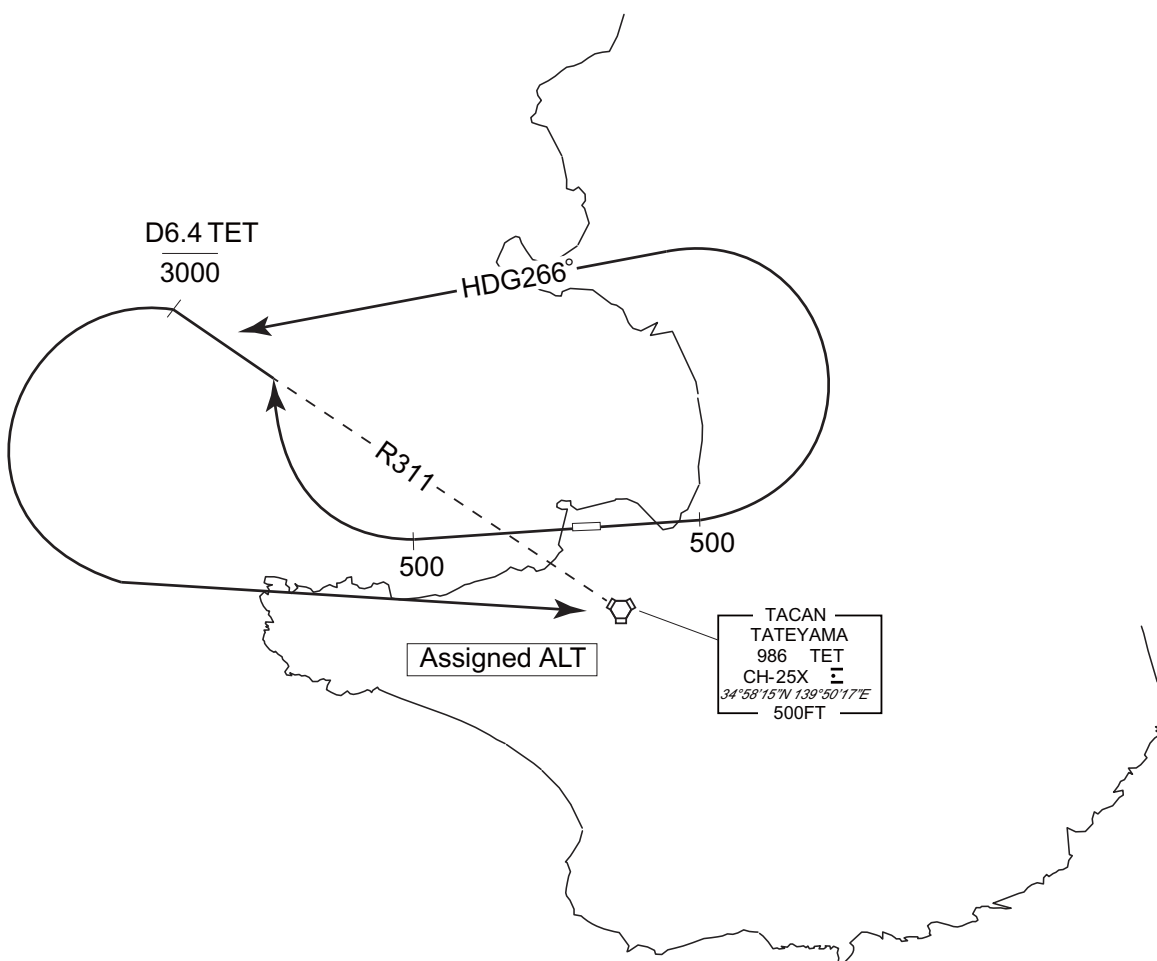 D6.4 TET
3000
HDG266°
R311
500
500
Assigned ALT
TACAN
TATEYAMA
986 TET
CH-25X
34°58'15"N 139°50'17"E
500FT